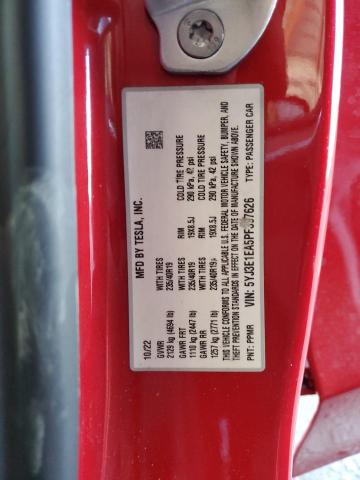 MFD BY TESLA, INC.
10/22
GVWR
2129 kg (4694 lb)
WITH TIRES
235/40R19
RIM
19X8.5J
COLD TIRE PRESSURE
290 kPa, 42 psi
GAWR FRT
1110 kg (2447 lb)
WITH TIRES
235/40R19
RIM
19X8.5J
COLD TIRE PRESSURE
290 kPa, 42 psi
GAWR RR
1257 kg (2771 lb)
THIS VEHICLE CONFORMS TO ALL APPLICABLE U.S. FEDERAL MOTOR VEHICLE SAFETY, BUMPER, AND
THEFT PREVENTION STANDARDS IN EFFECT ON THE DATE OF MANUFACTURE SHOWN ABOVE.
PNT: PPMR
TYPE: PASSENGER CAR